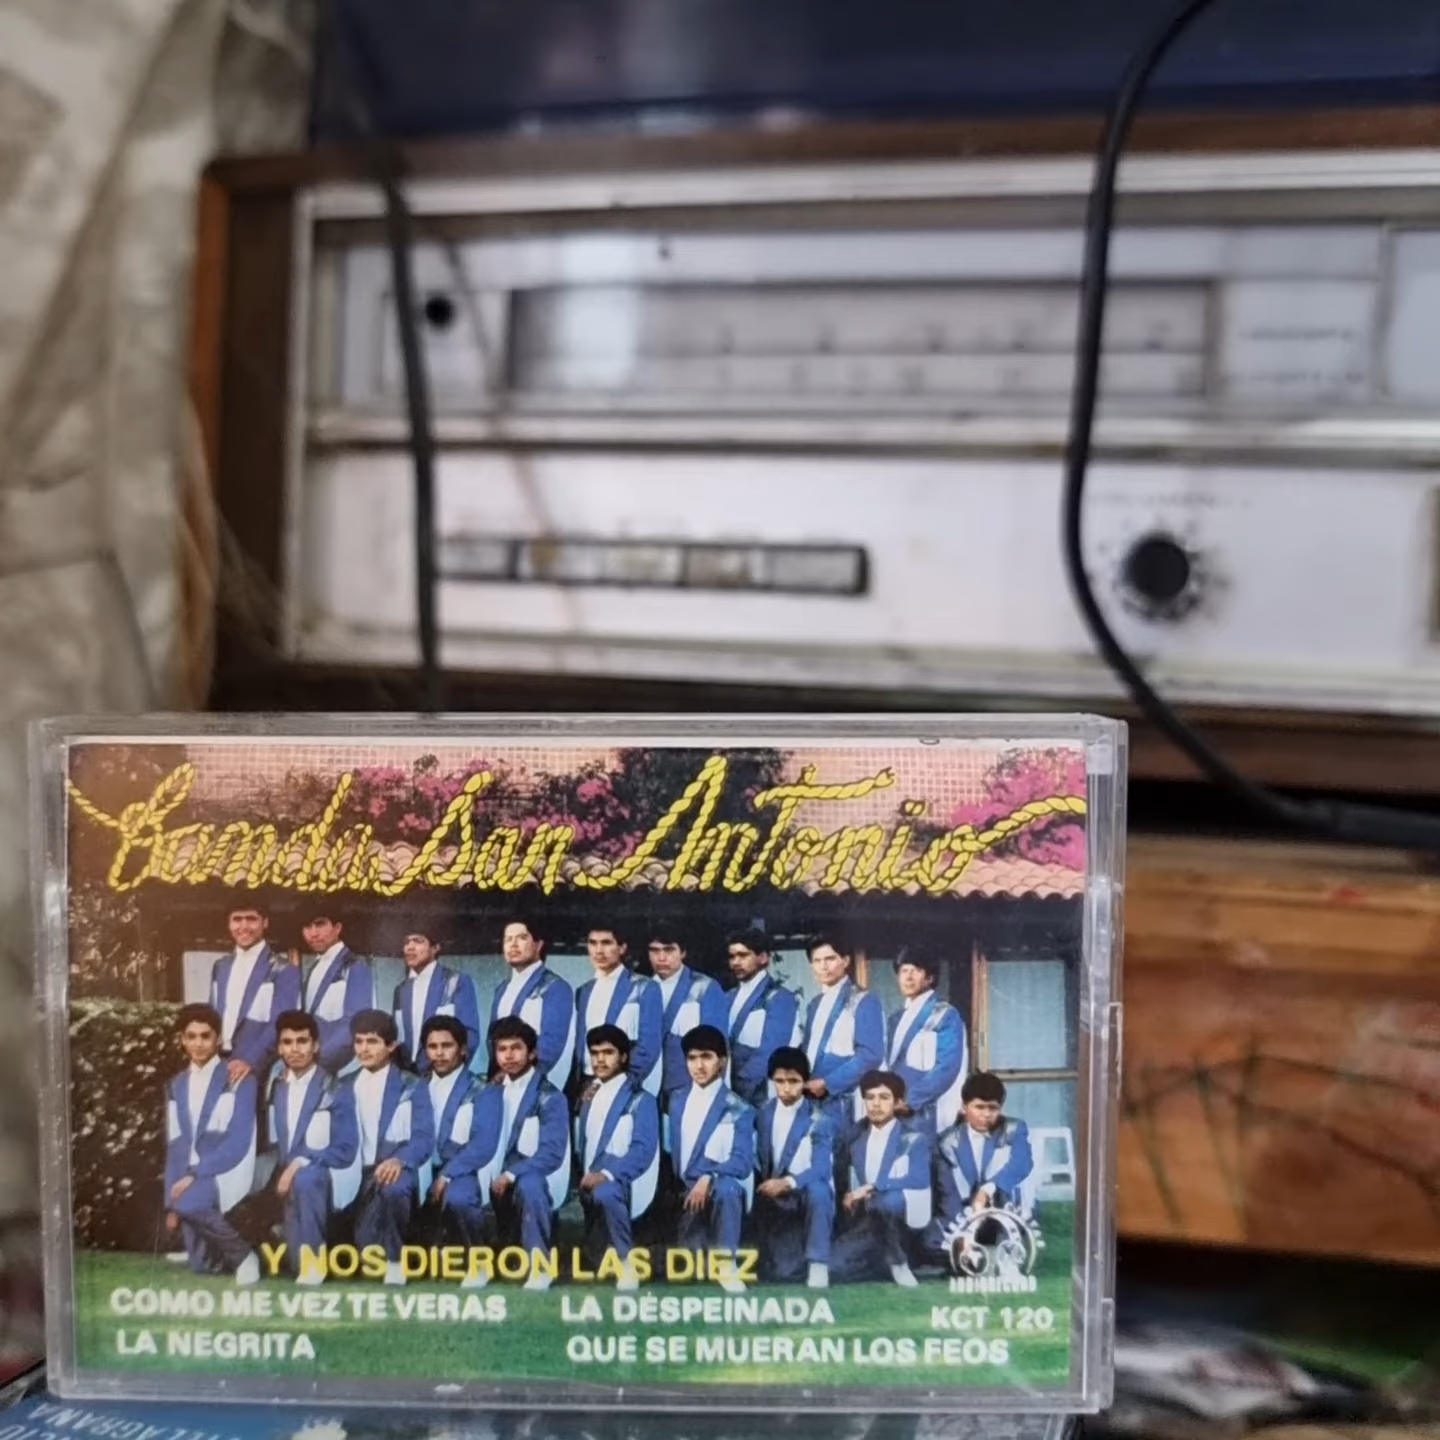 Banda San Antonio
Y NOS DIERON LAS DIEZ
COMO ME VEZ TE VERAS
LA DESPEINADA
KCT 120
LA NEGRITA
QUE SE MUERAN LOS FEOS